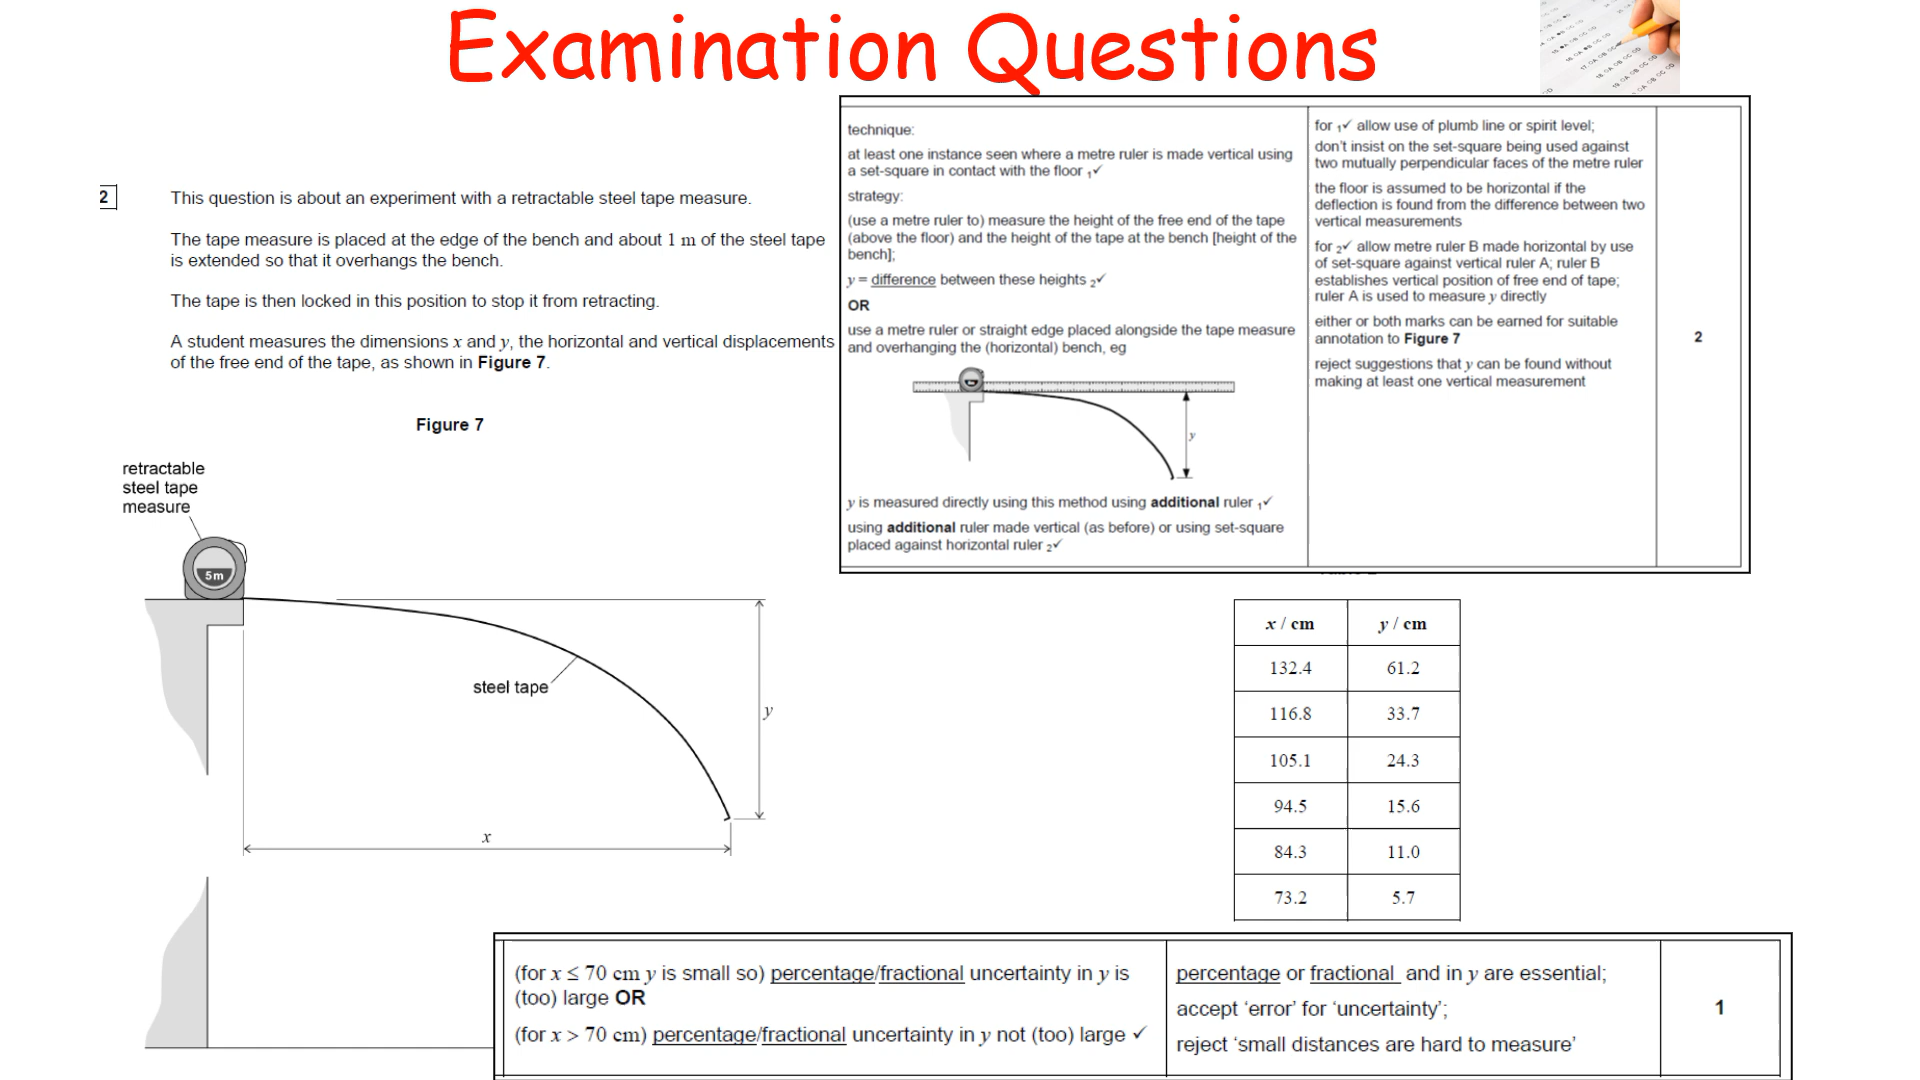 Examination Questions
2
This question is about an experiment with a retractable steel tape measure.
The tape measure is placed at the edge of the bench and about 1 m of the steel tape
is extended so that it overhangs the bench.
The tape is then locked in this position to stop it from retracting.
A student measures the dimensions x and y, the horizontal and vertical displacements
of the free end of the tape, as shown in Figure 7.
Figure 7
retractable
steel tape
measure
5m
steel tape
y
x
technique:
at least one instance seen where a metre ruler is made vertical using
a set-square in contact with the floor 1✓
strategy:
(use a metre ruler to) measure the height of the free end of the tape
(above the floor) and the height of the tape at the bench [height of the
bench];
y = difference between these heights 2✓
OR
use a metre ruler or straight edge placed alongside the tape measure
and overhanging the (horizontal) bench, eg
y
y is measured directly using this method using additional ruler 1✓
using additional ruler made vertical (as before) or using set-square
placed against horizontal ruler 2✓
for 1✓ allow use of plumb line or spirit level;
don't insist on the set-square being used against
two mutually perpendicular faces of the metre ruler
the floor is assumed to be horizontal if the
deflection is found from the difference between two
vertical measurements
for 2✓ allow metre ruler B made horizontal by use
of set-square against vertical ruler A; ruler B
establishes vertical position of free end of tape;
ruler A is used to measure y directly
either or both marks can be earned for suitable
annotation to Figure 7
reject suggestions that y can be found without
making at least one vertical measurement
2
x / cm y / cm
132.4 61.2
116.8 33.7
105.1 24.3
94.5 15.6
84.3 11.0
73.2 5.7
(for x ≤ 70 cm y is small so) percentage/fractional uncertainty in y is
(too) large OR
(for x > 70 cm) percentage/fractional uncertainty in y not (too) large ✓
percentage or fractional and in y are essential;
accept 'error' for 'uncertainty';
reject 'small distances are hard to measure'
1